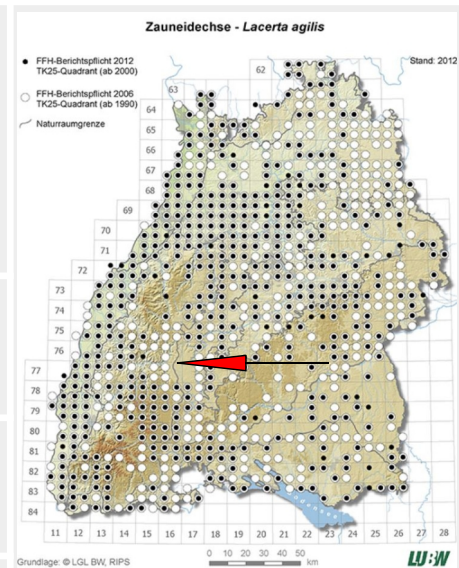 Zauneidechse - Lacerta agilis
FFH-Berichtspflicht 2012
TK25-Quadrant (ab 2000)
FFH-Berichtspflicht 2006
TK25-Quadrant (ab 1990)
Naturraumgrenze
Stand: 2012
62
63
64
65
66
67
68
69
70
71
72
73
74
75
76
77
78
79
80
81
82
83
84
11 12 13 14 15 16 17 18 19 20 21 22 23 24 25 26 27 28
Grundlage: © LGL BW, RIPS
0 10 20 30 40 50
km
LUBW